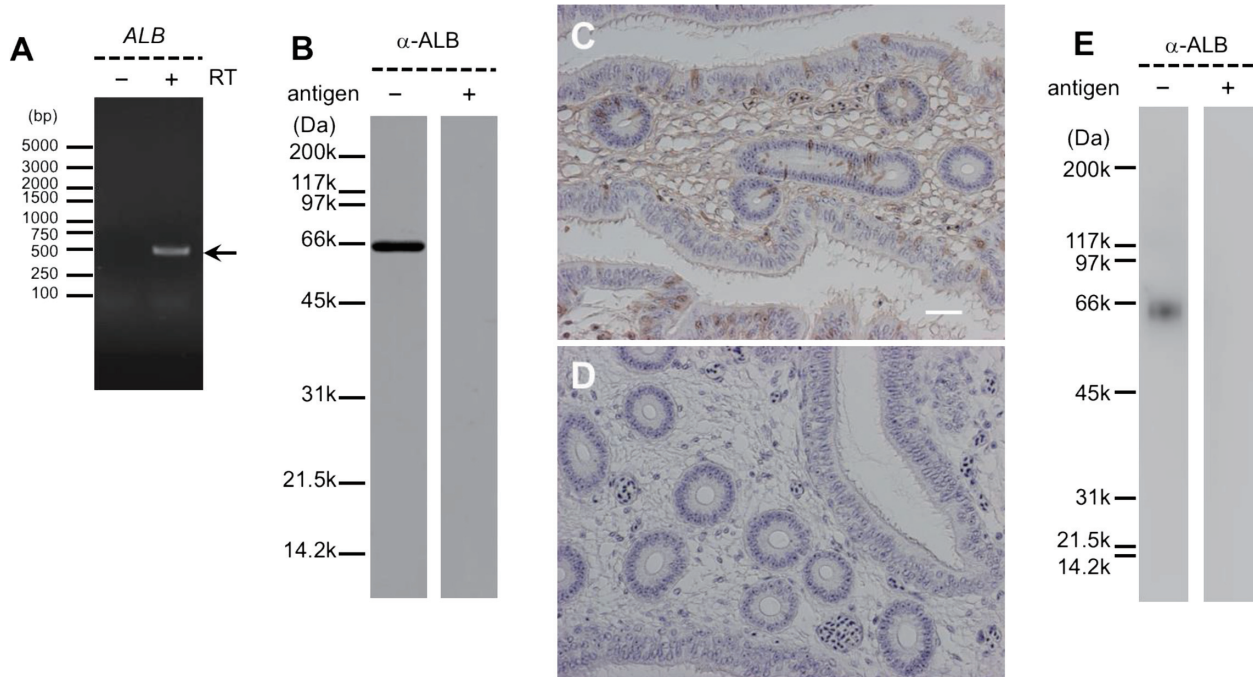 A
ALB
– + RT
(bp)
5000
3000
2000
1500
1000
750
500
250
100
B
α-ALB
antigen – +
(Da)
200k
117k
97k
66k
45k
31k
21.5k
14.2k
C
D
E
α-ALB
antigen – +
(Da)
200k
117k
97k
66k
45k
31k
21.5k
14.2k